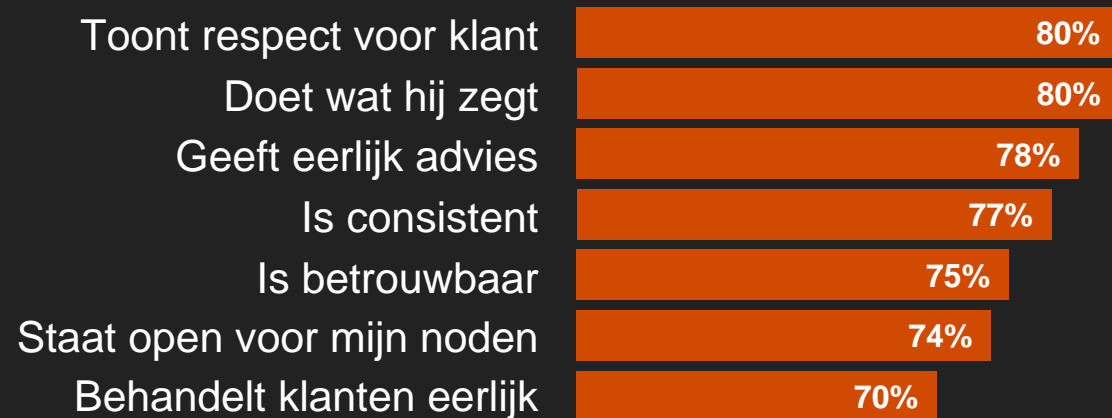 Toont respect voor klant 80%
Doet wat hij zegt 80%
Geeft eerlijk advies 78%
Is consistent 77%
Is betrouwbaar 75%
Staat open voor mijn noden 74%
Behandelt klanten eerlijk 70%